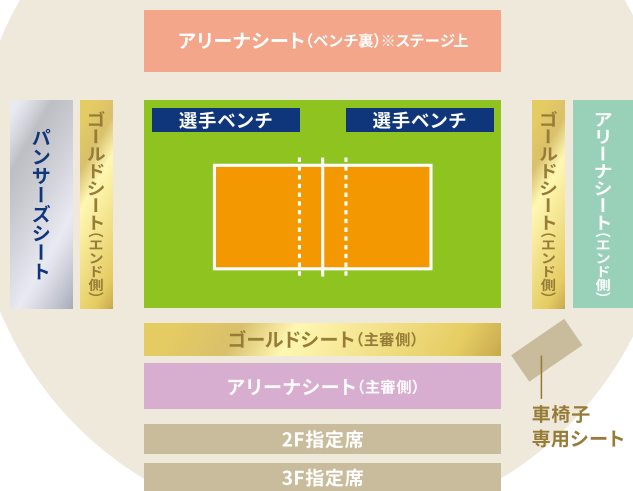 アリーナシート(ベンチ裏)※ステージ上
選手ベンチ
選手ベンチ
パンサーズシート
ゴールドシート(エンド側)
ゴールドシート(エンド側)
アリーナシート(エンド側)
ゴールドシート(主審側)
アリーナシート(主審側)
車椅子
専用シート
2F指定席
3F指定席